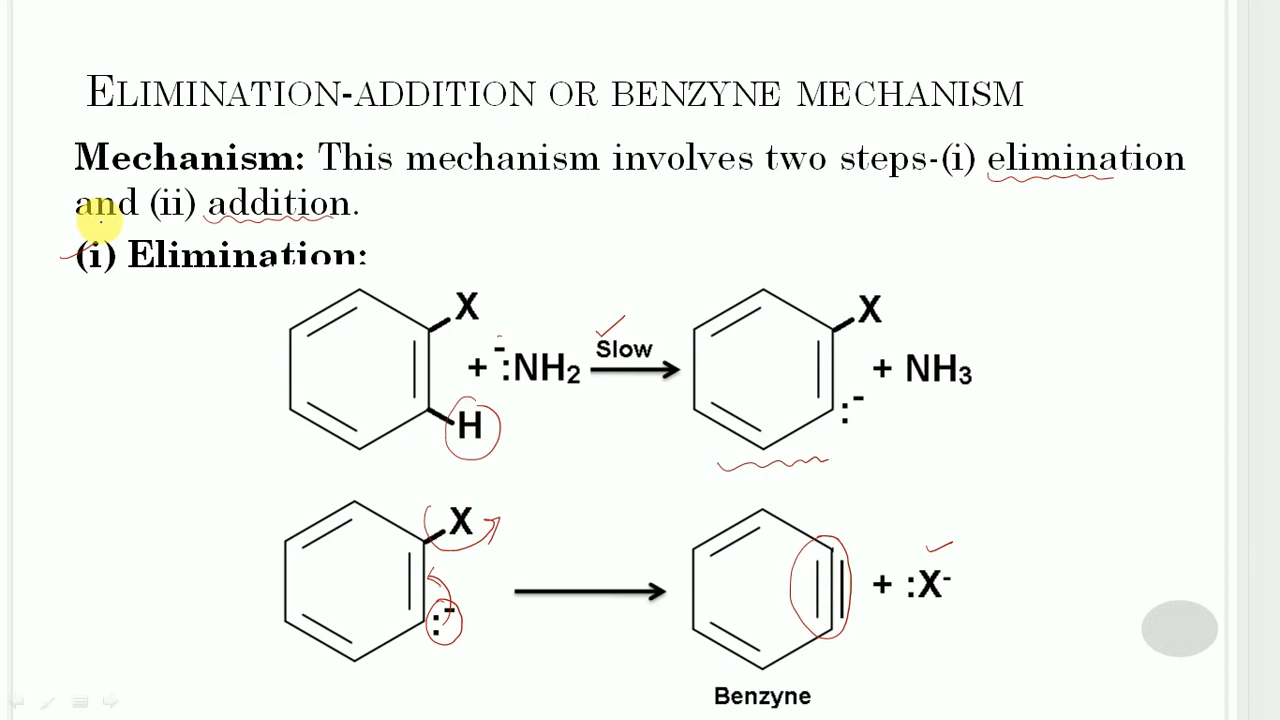 ELIMINATION-ADDITION OR BENZYNE MECHANISM
Mechanism: This mechanism involves two steps-(i) elimination
and (ii) addition.
(i) Elimination:
X
+ :NH2⁻ Slow
H
X
+ NH3
:-
X
:-
+ :X-
Benzyne